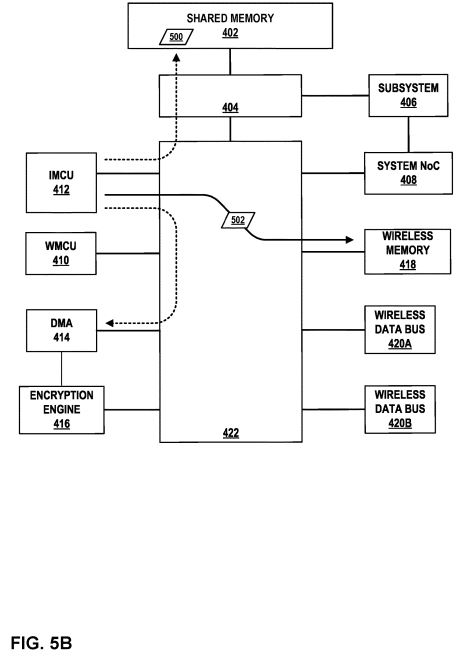 SHARED MEMORY
402
500
404
SUBSYSTEM
406
IMCU
412
SYSTEM NoC
408
502
WMCU
410
WIRELESS
MEMORY
418
DMA
414
WIRELESS
DATA BUS
420A
ENCRYPTION
ENGINE
416
WIRELESS
DATA BUS
420B
422
FIG. 5B